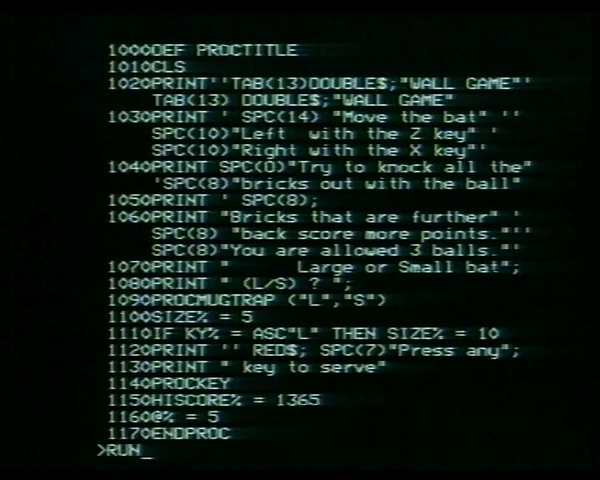 1000DEF PROCTITLE
1010CLS
1020PRINT''TAB(13)DOUBLE$;"WALL GAME"'
TAB(13) DOUBLE$;"WALL GAME"
1030PRINT ' SPC(14) "Move the bat" ''
SPC(10)"Left  with the Z key" '
SPC(10)"Right with the X key"'
1040PRINT SPC(0)"Try to knock all the"
'SPC(8)"bricks out with the ball"
1050PRINT ' SPC(8);
1060PRINT "Bricks that are further" '
SPC(8) "back score more points."'''
SPC(8)"You are allowed 3 balls."'
1070PRINT "      Large or Small bat";
1080PRINT " (L/S) ? ";
1090PROCMUGTRAP ("L","S")
1100SIZE% = 5
1110IF KY% = ASC"L" THEN SIZE% = 10
1120PRINT '' RED$; SPC(7)"Press any";
1130PRINT " key to serve"
1140PROCKEY
1150HISCORE% = 1365
1160@% = 5
1170ENDPROC
>RUN_